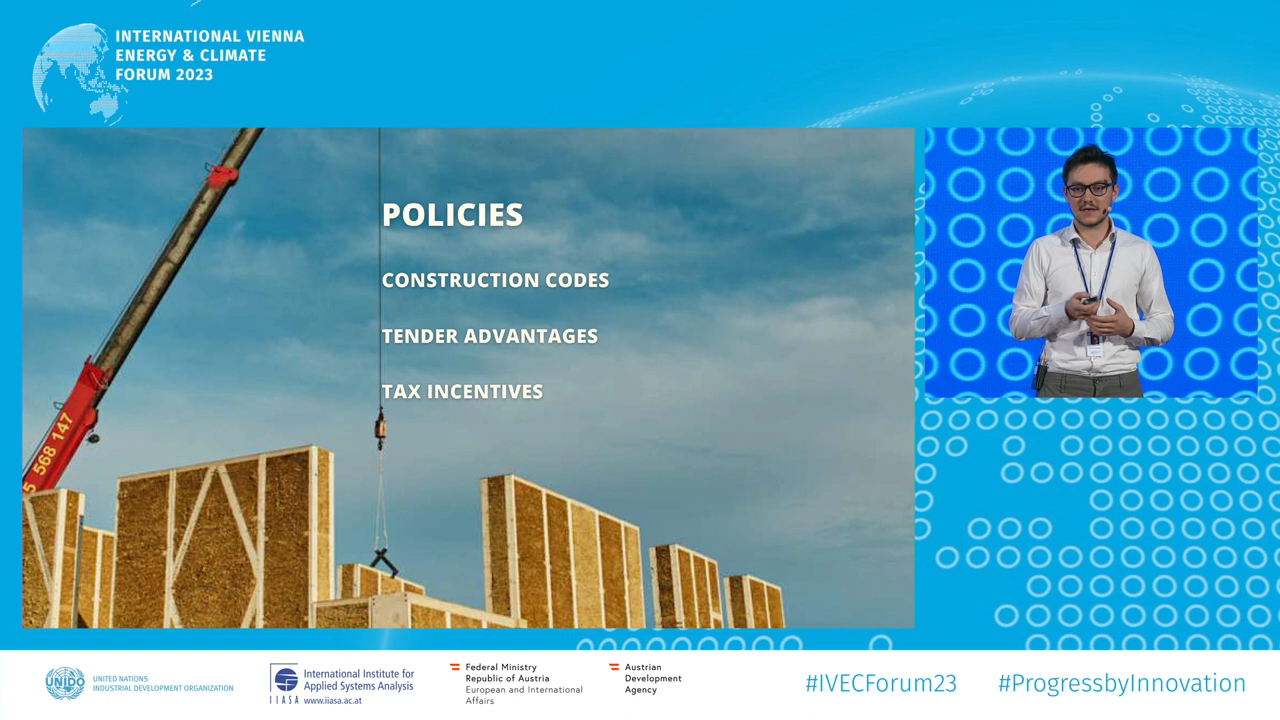 INTERNATIONAL VIENNA
ENERGY & CLIMATE
FORUM 2023
POLICIES
CONSTRUCTION CODES
TENDER ADVANTAGES
TAX INCENTIVES
568 147
UNIDO
UNITED NATIONS
INDUSTRIAL DEVELOPMENT ORGANIZATION
IIASA
International Institute for
Applied Systems Analysis
www.iiasa.ac.at
Federal Ministry
Republic of Austria
European and International
Affairs
Austrian
Development
Agency
#IVECForum23
#ProgressbyInnovation